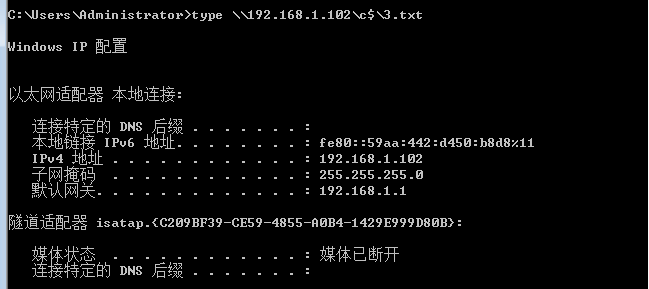 C:\Users\Administrator>type \\192.168.1.102\c$\3.txt
Windows IP 配置
以太网适配器 本地连接:
连接特定的 DNS 后缀 . . . . . . . :
本地链接 IPv6 地址. . . . . . . . : fe80::59aa:442:d450:b8d8%11
IPv4 地址 . . . . . . . . . . . . : 192.168.1.102
子网掩码 . . . . . . . . . . . . : 255.255.255.0
默认网关. . . . . . . . . . . . . : 192.168.1.1
隧道适配器 isatap.{C209BF39-CE59-4855-A0B4-1429E999D80B}:
媒体状态 . . . . . . . . . . . . : 媒体已断开
连接特定的 DNS 后缀 . . . . . . . :